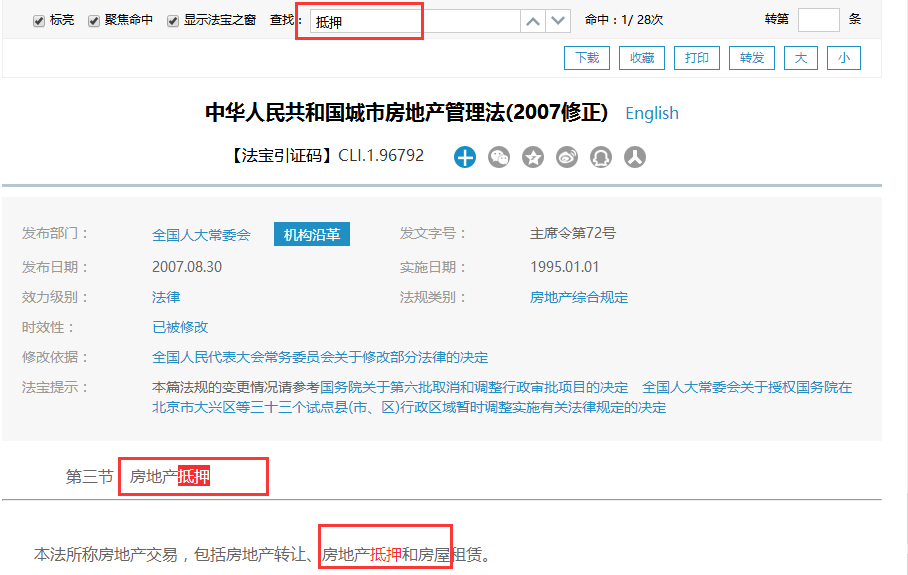 标亮 聚焦命中 显示法宝之窗 查找： 抵押 命中：1/ 28次 转第 条
下载 收藏 打印 转发 大 小
中华人民共和国城市房地产管理法(2007修正) English
【法宝引证码】CLI.1.96792
发布部门： 全国人大常委会 机构沿革 发文字号： 主席令第72号
发布日期： 2007.08.30 实施日期： 1995.01.01
效力级别： 法律 法规类别： 房地产综合规定
时效性： 已被修改
修改依据： 全国人民代表大会常务委员会关于修改部分法律的决定
法宝提示： 本篇法规的变更情况请参考国务院关于第六批取消和调整行政审批项目的决定 全国人大常委会关于授权国务院在
北京市大兴区等三十三个试点县(市、区)行政区域暂时调整实施有关法律规定的决定
第三节 房地产抵押
本法所称房地产交易，包括房地产转让、房地产抵押和房屋租赁。